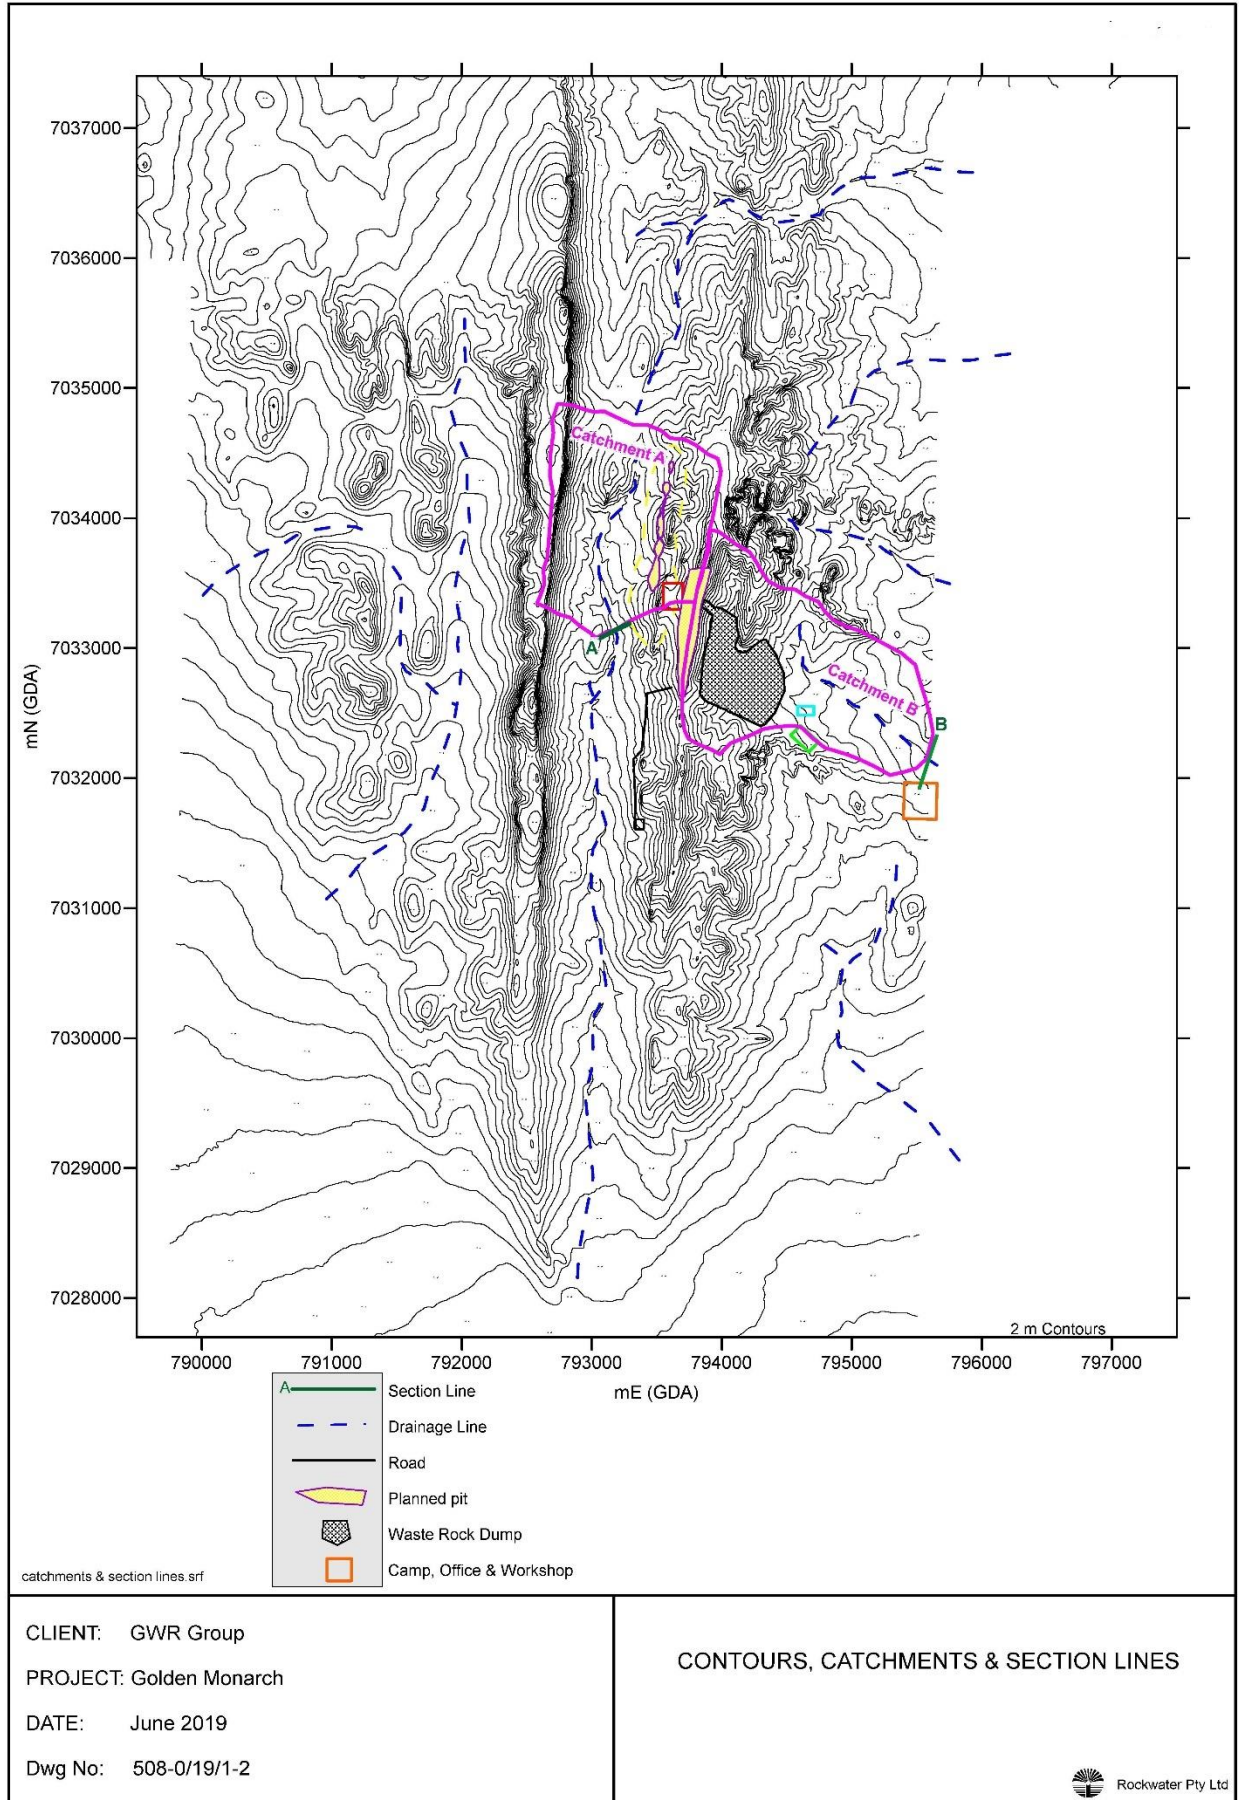 7037000
7036000
7035000
7034000
7033000
7032000
7031000
7030000
7029000
7028000
mN (GDA)
Catchment A
A
Catchment B
B
2 m Contours
790000 791000 792000 793000 794000 795000 796000 797000
mE (GDA)
A Section Line
Drainage Line
Road
Planned pit
Waste Rock Dump
Camp, Office & Workshop
catchments & section lines.srf
CLIENT: GWR Group
PROJECT: Golden Monarch
DATE: June 2019
Dwg No: 508-0/19/1-2
CONTOURS, CATCHMENTS & SECTION LINES
Rockwater Pty Ltd